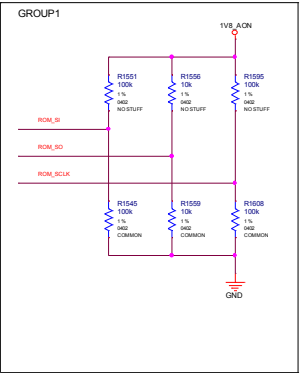 GROUP1
1V8_AON
R1551
100k
1 %
0402
NO STUFF
R1556
10k
1 %
0402
NO STUFF
R1595
100k
1 %
0402
NO STUFF
ROM_SI
ROM_SO
ROM_SCLK
R1545
100k
1 %
0402
COMMON
R1559
10k
1 %
0402
COMMON
R1608
100k
1 %
0402
COMMON
GND